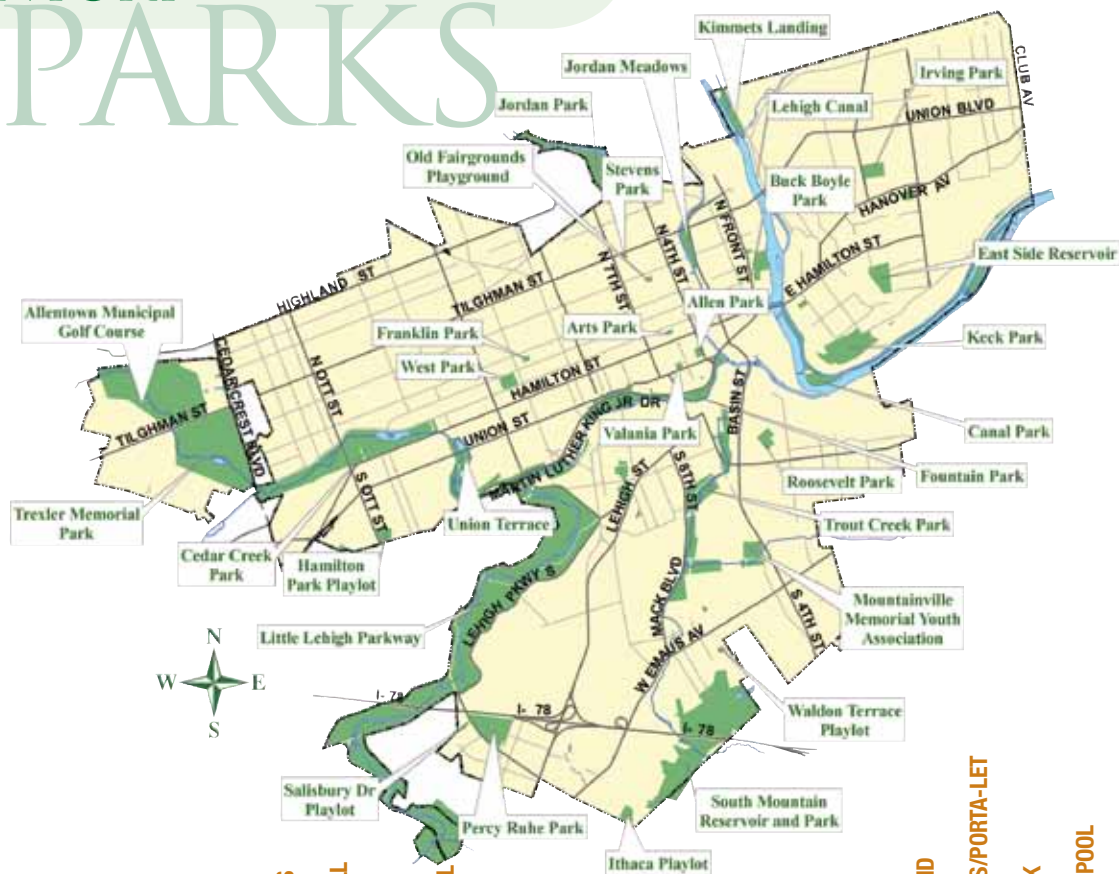 PARKS
Kimmets Landing
Jordan Meadows
Irving Park
CLUB AV
Jordan Park
Lehigh Canal
UNION BLVD
Old Fairgrounds
Playground
Stevens
Park
Buck Boyle
Park
HANOVER AV
N FRONT ST
N 4TH ST
E HAMILTON ST
East Side Reservoir
HIGHLAND ST
TILGHMAN ST
N 7TH ST
Allen Park
Allentown Municipal
Golf Course
Franklin Park
Arts Park
Keck Park
CEDARCREST BLVD
N OTT ST
West Park
HAMILTON ST
TILGHMAN ST
UNION ST
MARTIN LUTHER KING JR DR
BASIN ST
Valania Park
Canal Park
Fountain Park
Roosevelt Park
Trexler Memorial
Park
S OTT ST
Union Terrace
LEHIGH ST
S 8TH ST
Trout Creek Park
Cedar Creek
Park
Hamilton
Park Playlot
LEHIGH PKWY S
MACK BLVD
S 4TH ST
Mountainville
Memorial Youth
Association
Little Lehigh Parkway
W EMAUS AV
N
W
E
S
I- 78
I- 78
I- 78
Waldon Terrace
Playlot
Salisbury Dr
Playlot
Percy Ruhe Park
South Mountain
Reservoir and Park
Ithaca Playlot
S/PORTA-LET
POOL